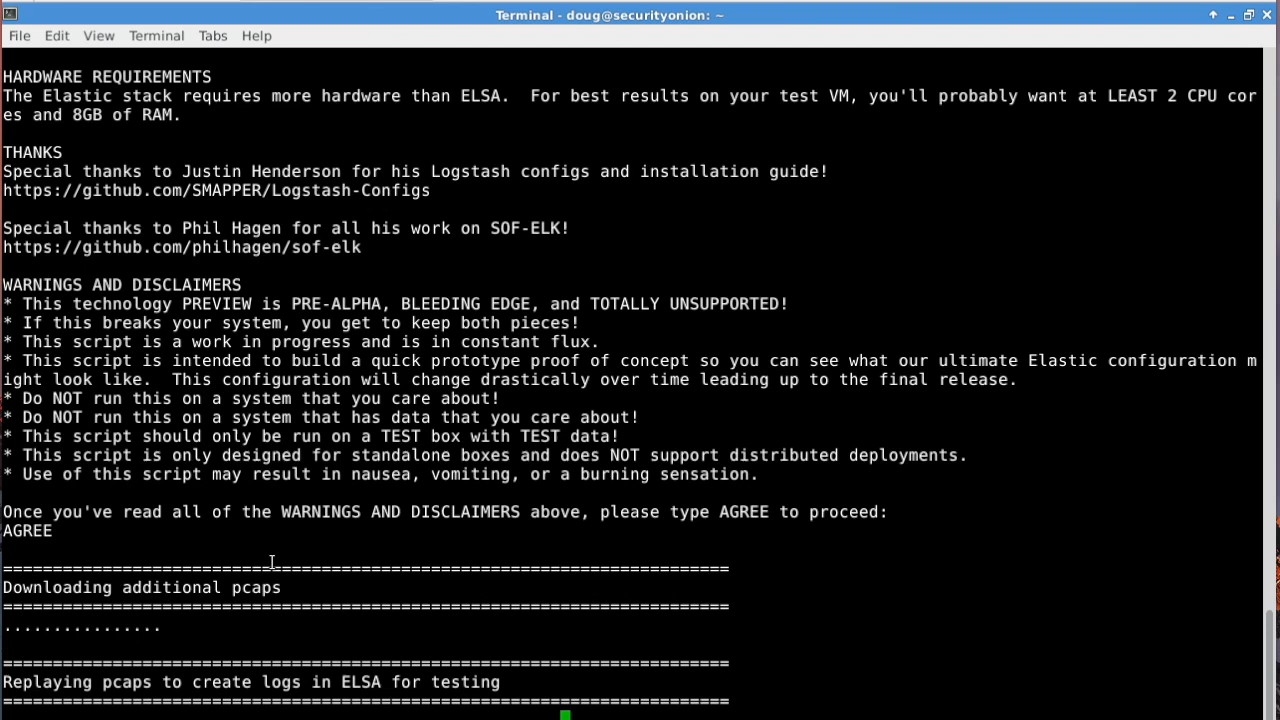 Terminal - doug@securityonion: ~
File Edit View Terminal Tabs Help
HARDWARE REQUIREMENTS
The Elastic stack requires more hardware than ELSA.  For best results on your test VM, you'll probably want at LEAST 2 CPU cor
es and 8GB of RAM.
THANKS
Special thanks to Justin Henderson for his Logstash configs and installation guide!
https://github.com/SMAPPER/Logstash-Configs
Special thanks to Phil Hagen for all his work on SOF-ELK!
https://github.com/philhagen/sof-elk
WARNINGS AND DISCLAIMERS
* This technology PREVIEW is PRE-ALPHA, BLEEDING EDGE, and TOTALLY UNSUPPORTED!
* If this breaks your system, you get to keep both pieces!
* This script is a work in progress and is in constant flux.
* This script is intended to build a quick prototype proof of concept so you can see what our ultimate Elastic configuration m
ight look like.  This configuration will change drastically over time leading up to the final release.
* Do NOT run this on a system that you care about!
* Do NOT run this on a system that has data that you care about!
* This script should only be run on a TEST box with TEST data!
* This script is only designed for standalone boxes and does NOT support distributed deployments.
* Use of this script may result in nausea, vomiting, or a burning sensation.
Once you've read all of the WARNINGS AND DISCLAIMERS above, please type AGREE to proceed:
AGREE
=========================================================================
Downloading additional pcaps
=========================================================================
................
=========================================================================
Replaying pcaps to create logs in ELSA for testing
=========================================================================